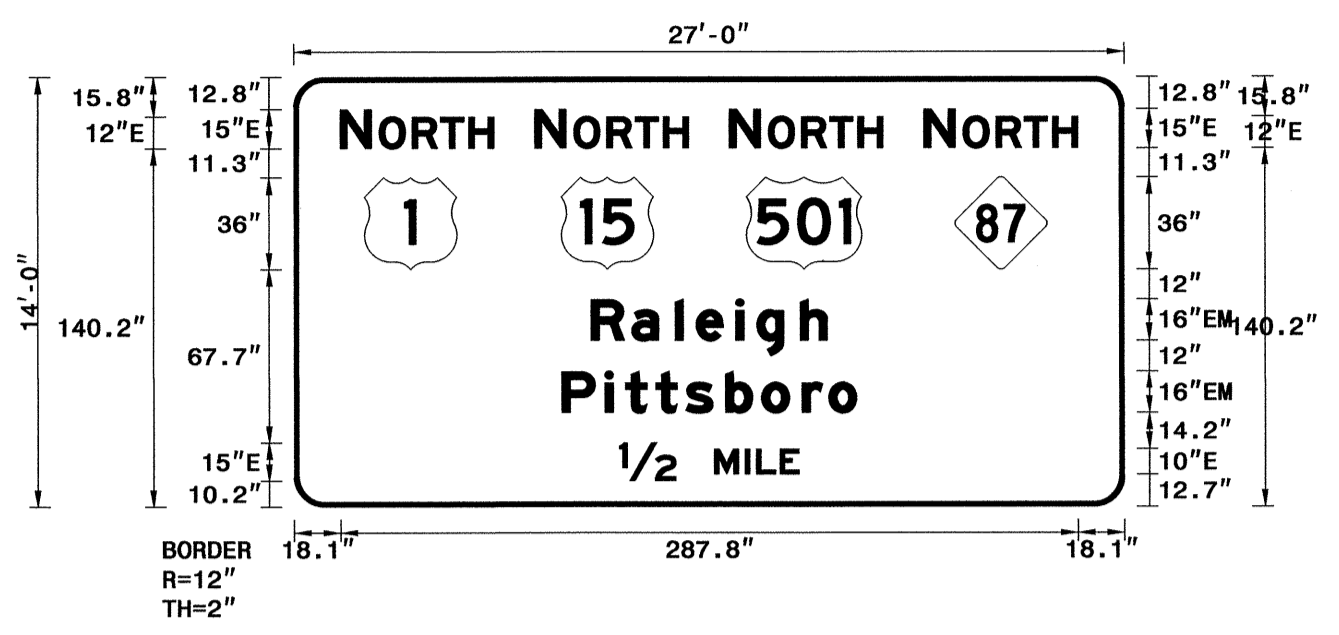 27'-0"
15.8" 12.8" 12.8" 15.8"
NORTH NORTH NORTH NORTH
12"E 15"E 15"E 12"E
11.3" 11.3"
1 15 501 87
36" 36"
14'-0"
12"
Raleigh
140.2" 16"EM 140.2"
67.7" 12"
Pittsboro
16"EM
14.2"
15"E 1/2 MILE 10"E
10.2" 12.7"
BORDER 18.1" 287.8" 18.1"
R=12"
TH=2"